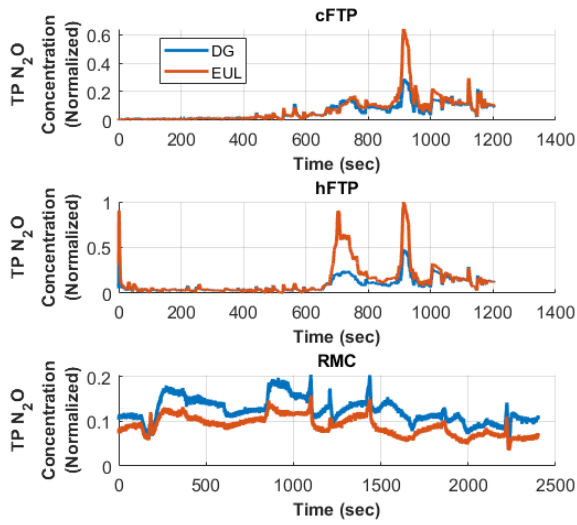 cFTP
TP N2O
Concentration
(Normalized)
0.6
0.4
0.2
0
DG
EUL
0 200 400 600 800 1000 1200 1400
Time (sec)
hFTP
TP N2O
Concentration
(Normalized)
1
0.5
0
0 200 400 600 800 1000 1200 1400
Time (sec)
RMC
TP N2O
Concentration
(Normalized)
0.2
0.1
0
0 500 1000 1500 2000 2500
Time (sec)